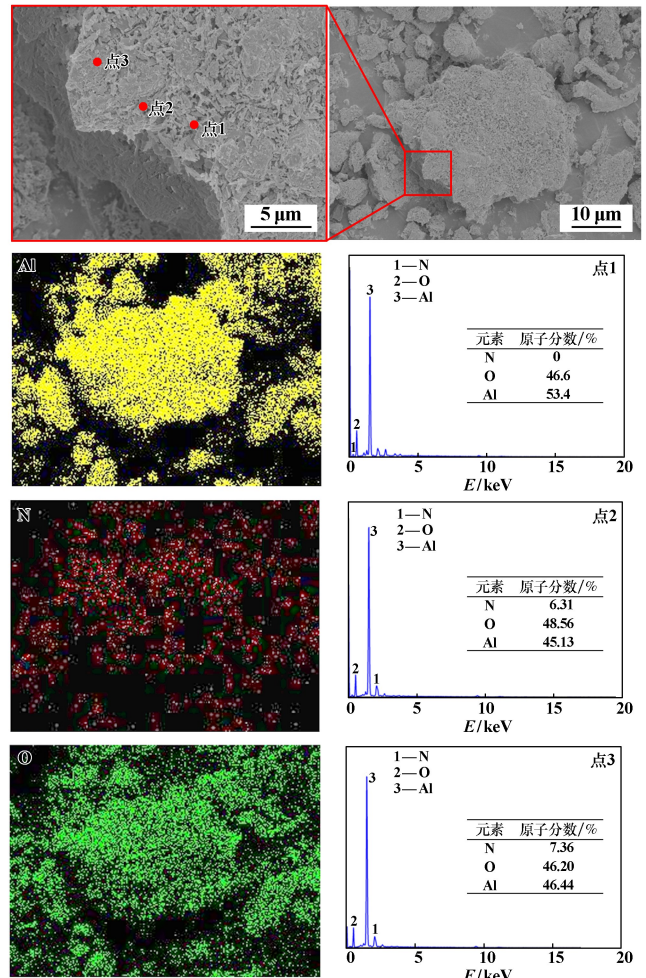 点3
点2
点1
5 μm
10 μm
Al
点1
1—N
2—O
3—Al
3
2
1
元素 原子分数/%
N 0
O 46.6
Al 53.4
0 5 10 15 20
E/keV
N
点2
1—N
2—O
3—Al
3
2
1
元素 原子分数/%
N 6.31
O 48.56
Al 45.13
0 5 10 15 20
E/keV
O
点3
1—N
2—O
3—Al
3
2
1
元素 原子分数/%
N 7.36
O 46.20
Al 46.44
0 5 10 15 20
E/keV